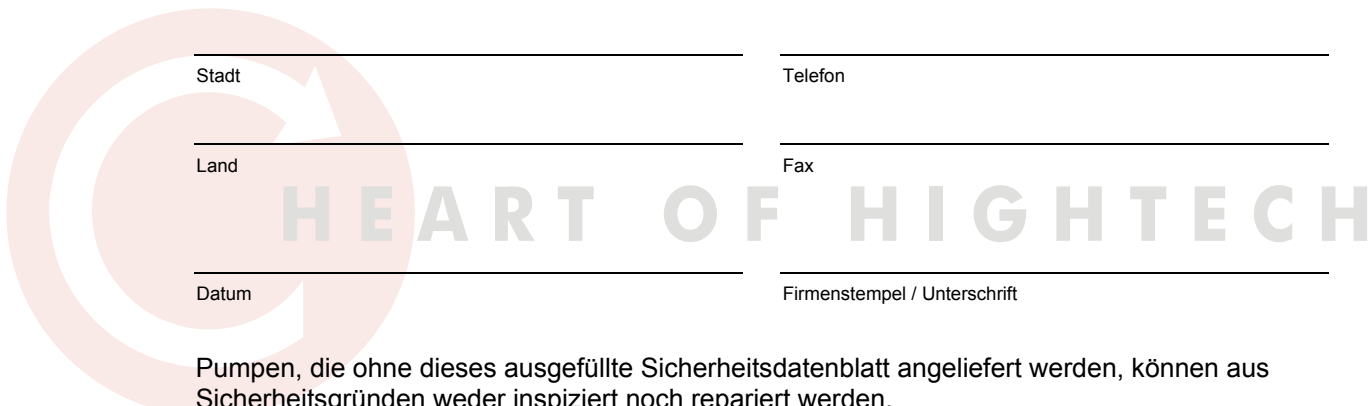 Stadt Telefon
Land Fax
HEART OF HIGHTECH
Datum Firmenstempel / Unterschrift
Pumpen, die ohne dieses ausgefüllte Sicherheitsdatenblatt angeliefert werden, können aus
Sicherheitsgründen weder inspiziert noch repariert werden.